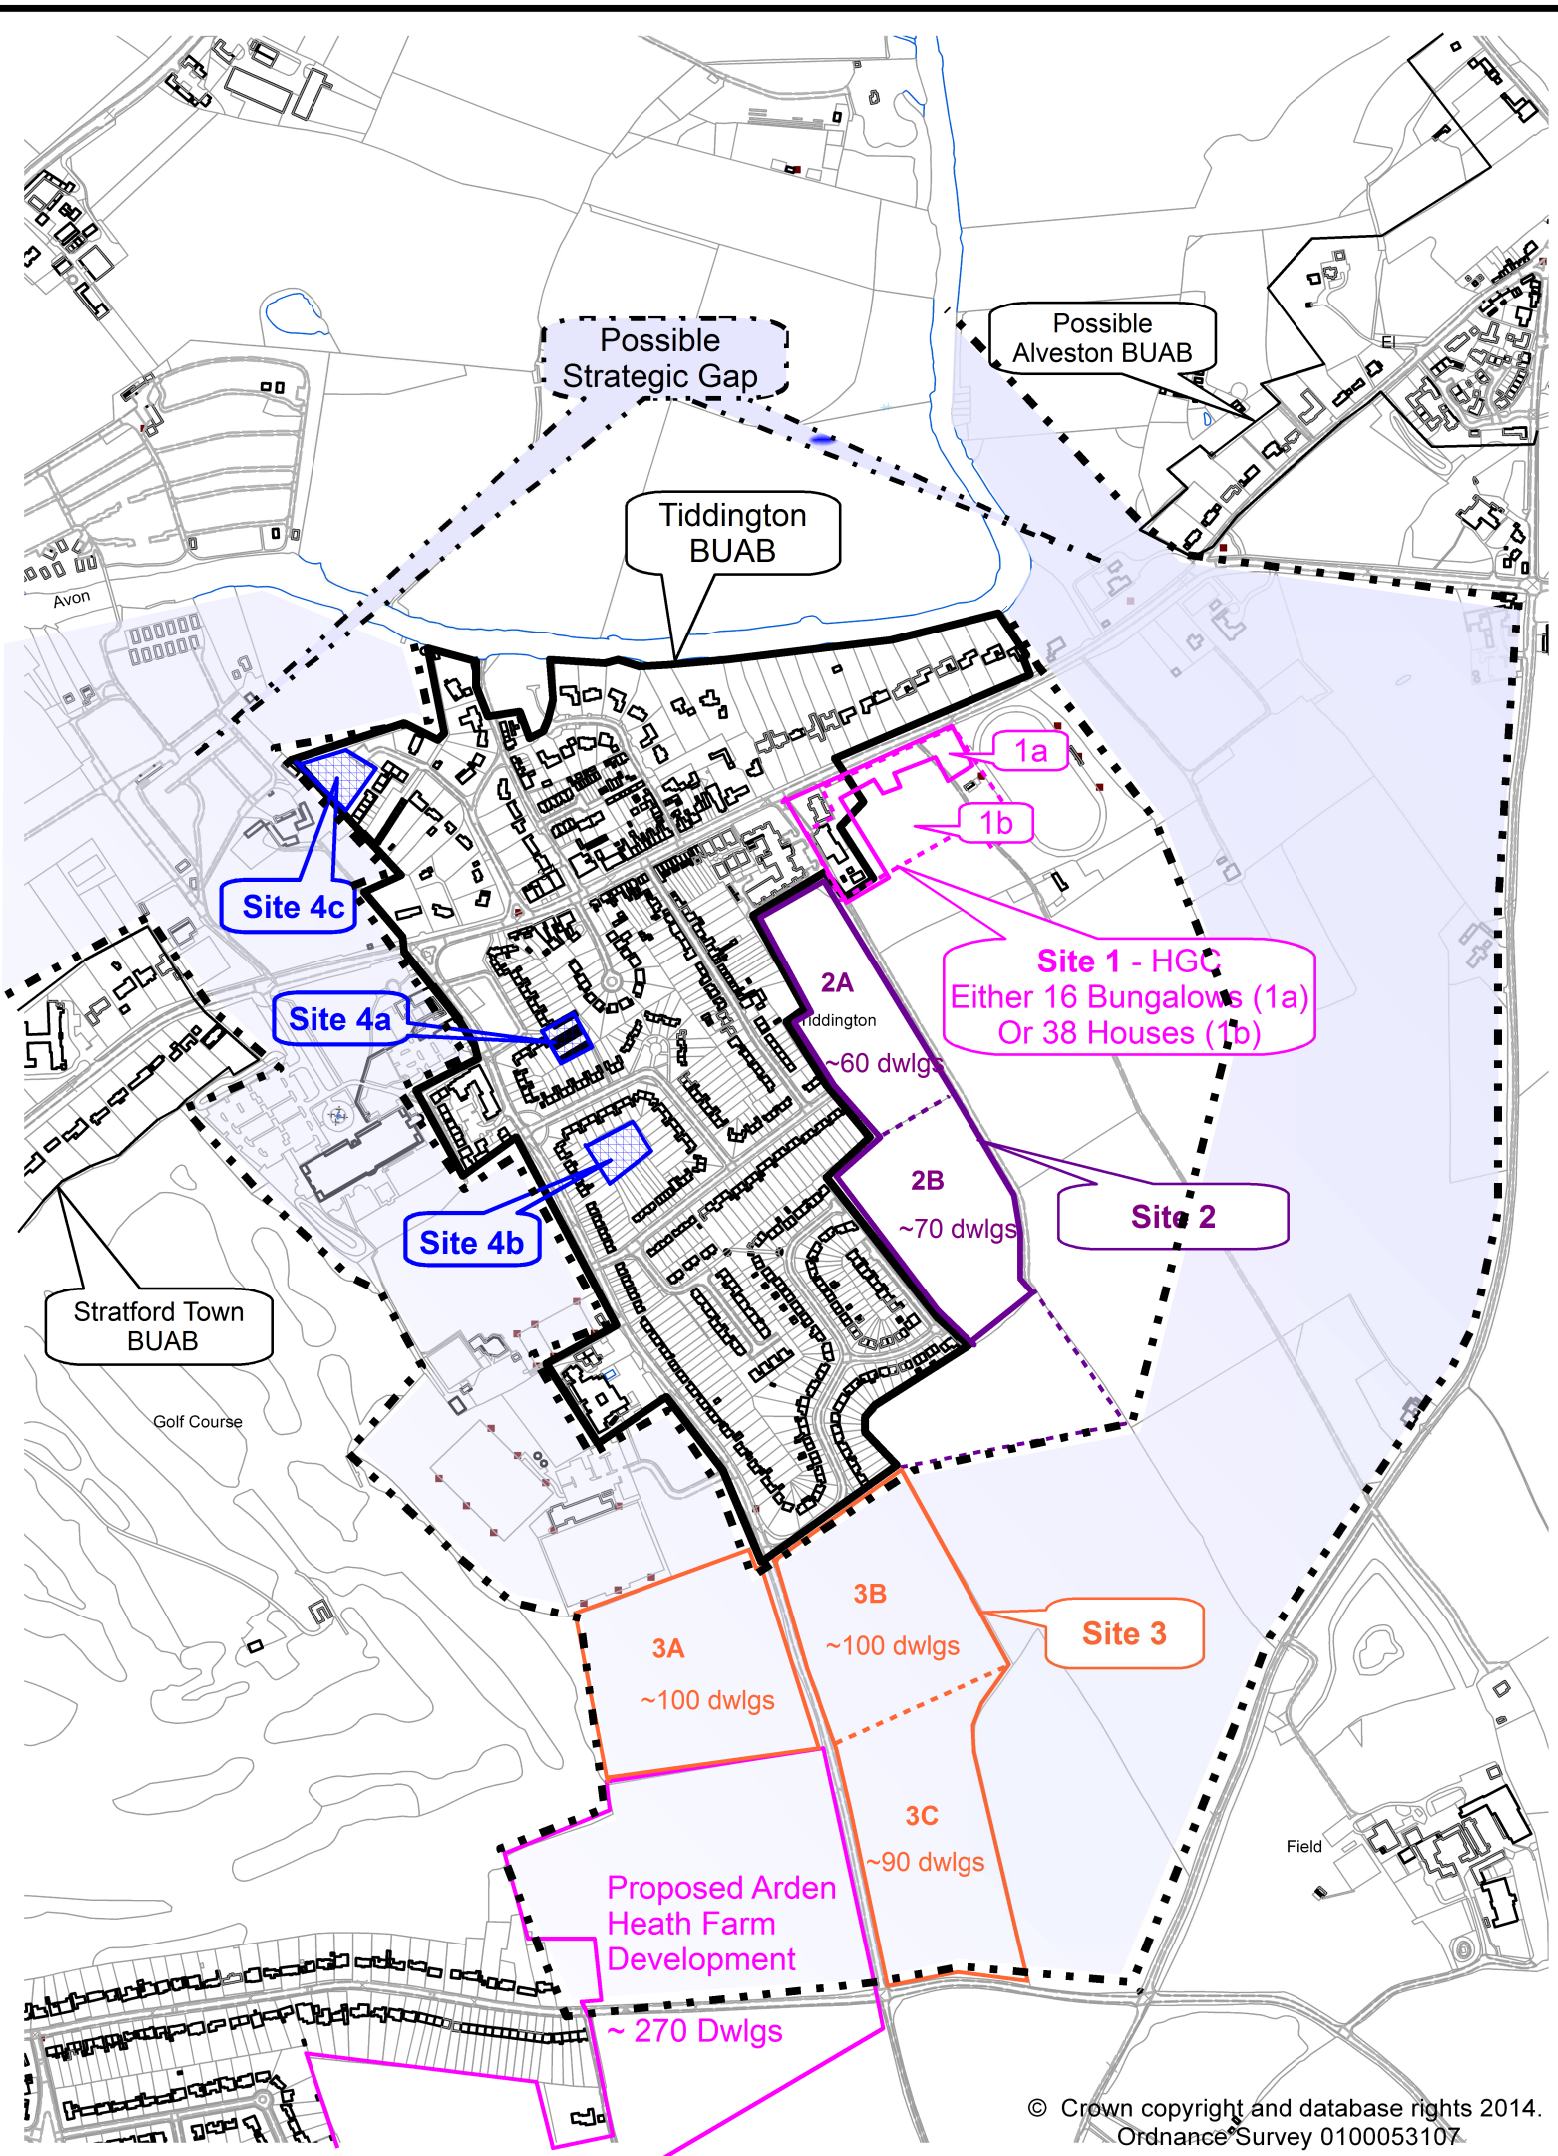 Possible
Strategic Gap
Possible
Alveston BUAB
El
Tiddington
BUAB
Avon
1a
1b
Site 4c
Site 1 - HGC
Either 16 Bungalows (1a)
Or 38 Houses (1b)
2A
iddington
~60 dwlgs
Site 4a
2B
~70 dwlgs
Site 2
Site 4b
Stratford Town
BUAB
Golf Course
3B
~100 dwlgs
Site 3
3A
~100 dwlgs
3C
~90 dwlgs
Field
Proposed Arden
Heath Farm
Development
~ 270 Dwlgs
© Crown copyright and database rights 2014.
Ordnance Survey 0100053107